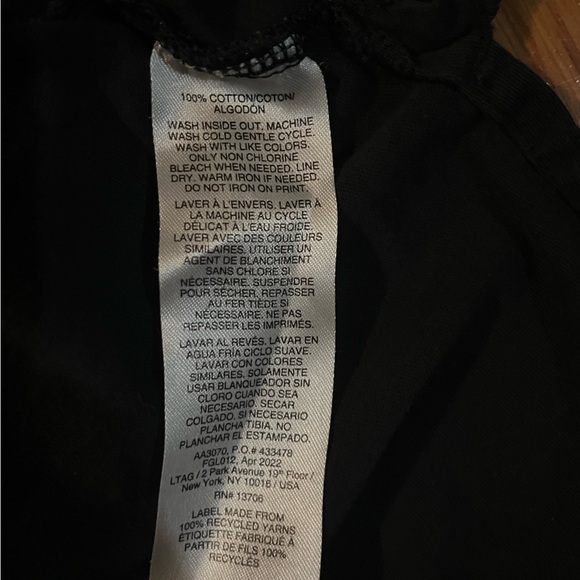 100% COTTON/COTON/
ALGODÓN
WASH INSIDE OUT, MACHINE
WASH COLD GENTLE CYCLE.
WASH WITH LIKE COLORS.
ONLY NON CHLORINE
BLEACH WHEN NEEDED. LINE
DRY. WARM IRON IF NEEDED.
DO NOT IRON ON PRINT.
LAVER À L'ENVERS. LAVER À
LA MACHINE AU CYCLE
DÉLICAT À L'EAU FROIDE.
LAVER AVEC DES COULEURS
SIMILAIRES. UTILISER UN
AGENT DE BLANCHIMENT
SANS CHLORE SI
NÉCESSAIRE. SUSPENDRE
POUR SÉCHER. REPASSER
AU FER TIÈDE SI
NÉCESSAIRE. NE PAS
REPASSER LES IMPRIMÉS.
LAVAR AL REVÉS. LAVAR EN
AGUA FRÍA CICLO SUAVE.
LAVAR CON COLORES
SIMILARES. SOLAMENTE
USAR BLANQUEADOR SIN
CLORO CUANDO SEA
NECESARIO. SECAR
COLGADO. SI NECESARIO
PLANCHA TIBIA. NO
PLANCHAR EL ESTAMPADO.
AA3070, P.O.# 433478
FGL012, Apr 2022
LTAG / 2 Park Avenue 19th Floor /
New York, NY 10016 / USA
RN# 13706
LABEL MADE FROM
100% RECYCLED YARNS
ÉTIQUETTE FABRIQUÉ À
PARTIR DE FILS 100%
RECYCLÉS